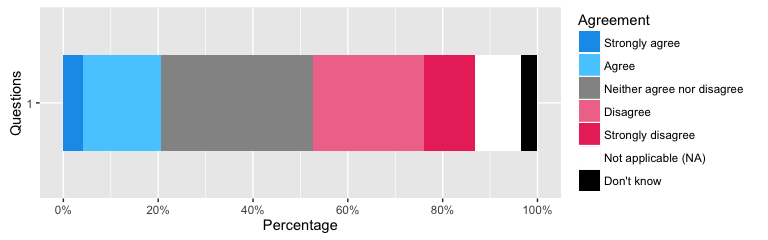 Questions
1
0%
20%
40%
60%
80%
100%
Percentage
Agreement
Strongly agree
Agree
Neither agree nor disagree
Disagree
Strongly disagree
Not applicable (NA)
Don't know